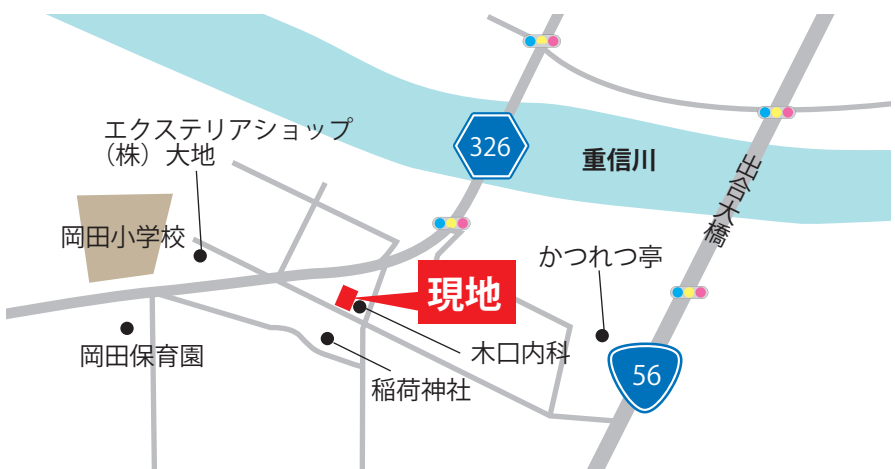 エクステリアショップ
（株）大地
326
重信川
出合大橋
岡田小学校
かつれつ亭
現地
岡田保育園
木口内科
稲荷神社
56